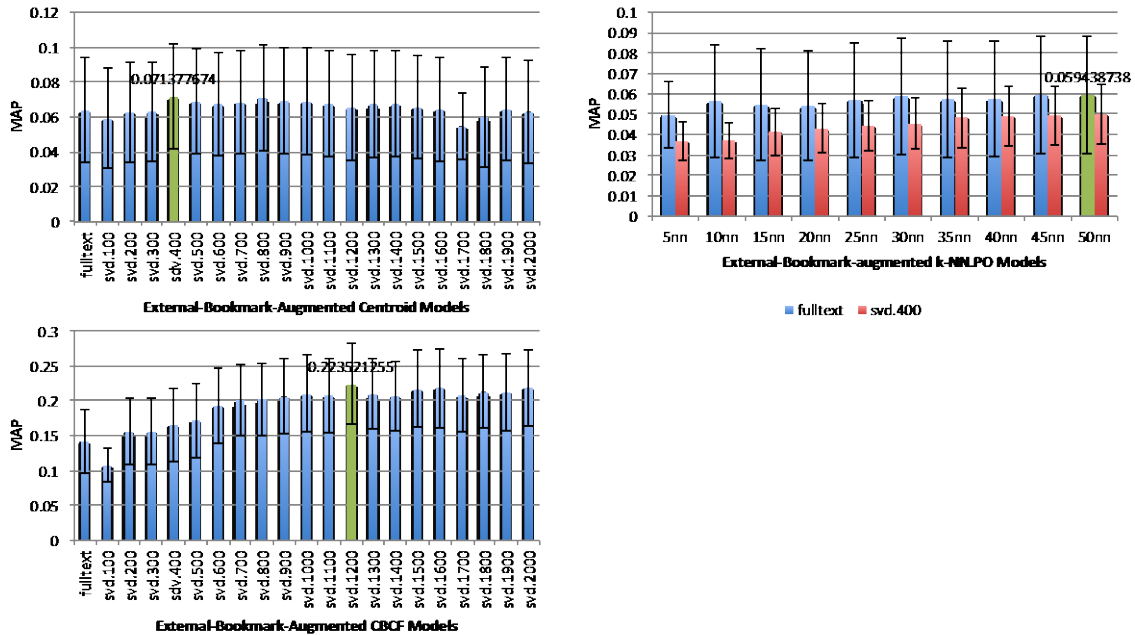 0.12
0.1
0.08
0.06
0.04
0.02
0
MAP
0.071377674
fulltext
svd.100
svd.200
svd.300
sdv.400
svd.500
svd.600
svd.700
svd.800
svd.900
svd.1000
svd.1100
svd.1200
svd.1300
svd.1400
svd.1500
svd.1600
svd.1700
svd.1800
svd.1900
svd.2000
External-Bookmark-Augmented Centroid Models
0.1
0.09
0.08
0.07
0.06
0.05
0.04
0.03
0.02
0.01
0
MAP
0.059438738
5nn 10nn 15nn 20nn 25nn 30nn 35nn 40nn 45nn 50nn
External-Bookmark-augmented k-NNLPO Models
fulltext svd.400
0.3
0.25
0.2
0.15
0.1
0.05
0
MAP
0.223521255
fulltext
svd.100
svd.200
svd.300
sdv.400
svd.500
svd.600
svd.700
svd.800
svd.900
svd.1000
svd.1100
svd.1200
svd.1300
svd.1400
svd.1500
svd.1600
svd.1700
svd.1800
svd.1900
svd.2000
External-Bookmark-Augmented CBCF Models